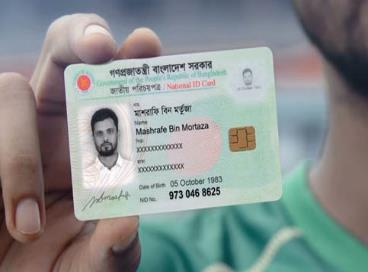 গণপ্রজাতন্ত্রী বাংলাদেশ সরকার
Government of the People's Republic of Bangladesh
জাতীয় পরিচয়পত্র / National ID Card
নাম:
মাশরাফি বিন মর্তুজা
Name
Mashrafe Bin Mortaza
XXXXXXXXXXXX
XXXXXXXXXXXX
Date of Birth 05 October 1983
NID No. 973 046 8625